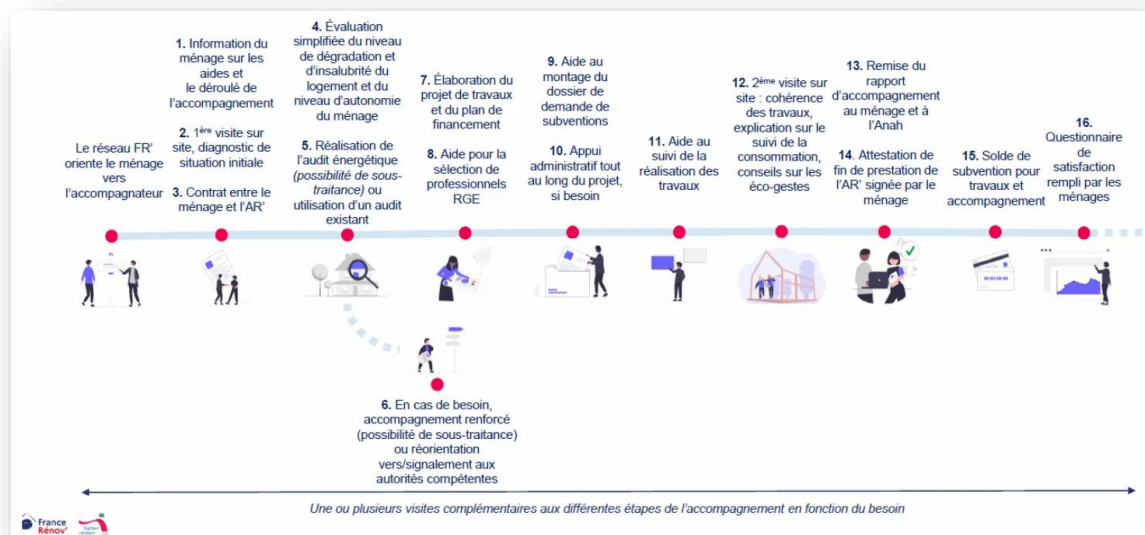 Le réseau FR'
oriente le ménage
vers
l'accompagnateur
1. Information du
ménage sur les
aides et
le déroulé de
l'accompagnement
2. 1ère visite sur
site, diagnostic de
situation initiale
3. Contrat entre le
ménage et l'AR'
4. Évaluation
simplifiée du niveau
de dégradation et
d'insalubrité du
logement et du
niveau d'autonomie
du ménage
5. Réalisation de
l'audit énergétique
(possibilité de sous-
traitance) ou
utilisation d'un audit
existant
6. En cas de besoin,
accompagnement renforcé
(possibilité de sous-traitance)
ou réorientation
vers/signalement aux
autorités compétentes
7. Élaboration du
projet de travaux
et du plan de
financement
8. Aide pour la
sélection de
professionnels
RGE
9. Aide au
montage du
dossier de
demande de
subventions
10. Appui
administratif tout
au long du projet,
si besoin
11. Aide au
suivi de la
réalisation des
travaux
12. 2ème visite sur
site : cohérence
des travaux,
explication sur le
suivi de la
consommation,
conseils sur les
éco-gestes
13. Remise du
rapport
d'accompagnement
au ménage et à
l'Anah
14. Attestation de
fin de prestation de
l'AR' signée par le
ménage
15. Solde de
subvention pour
travaux et
accompagnement
16.
Questionnaire
de
satisfaction
rempli par les
ménages
Une ou plusieurs visites complémentaires aux différentes étapes de l'accompagnement en fonction du besoin
France
Rénov'